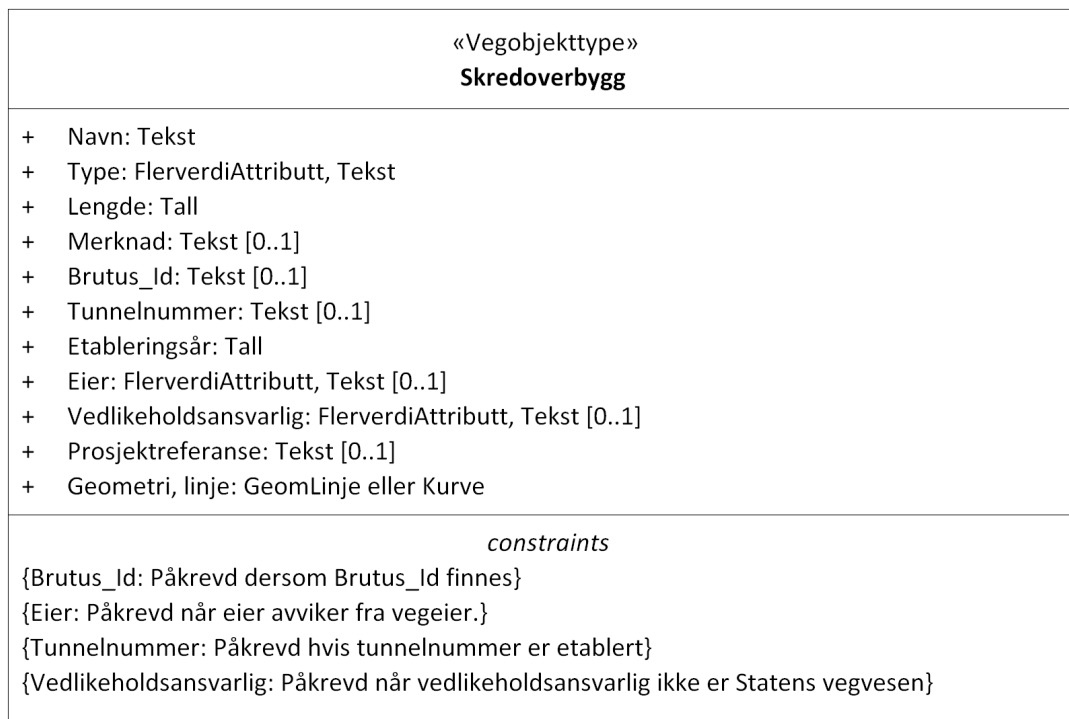 «Vegobjekttype»
Skredoverbygg
+ Navn: Tekst
+ Type: FlerverdiAttributt, Tekst
+ Lengde: Tall
+ Merknad: Tekst [0..1]
+ Brutus_Id: Tekst [0..1]
+ Tunnelnummer: Tekst [0..1]
+ Etableringsår: Tall
+ Eier: FlerverdiAttributt, Tekst [0..1]
+ Vedlikeholdsansvarlig: FlerverdiAttributt, Tekst [0..1]
+ Prosjektreferanse: Tekst [0..1]
+ Geometri, linje: GeomLinje eller Kurve
constraints
{Brutus_Id: Påkrevd dersom Brutus_Id finnes}
{Eier: Påkrevd når eier avviker fra vegeier.}
{Tunnelnummer: Påkrevd hvis tunnelnummer er etablert}
{Vedlikeholdsansvarlig: Påkrevd når vedlikeholdsansvarlig ikke er Statens vegvesen}